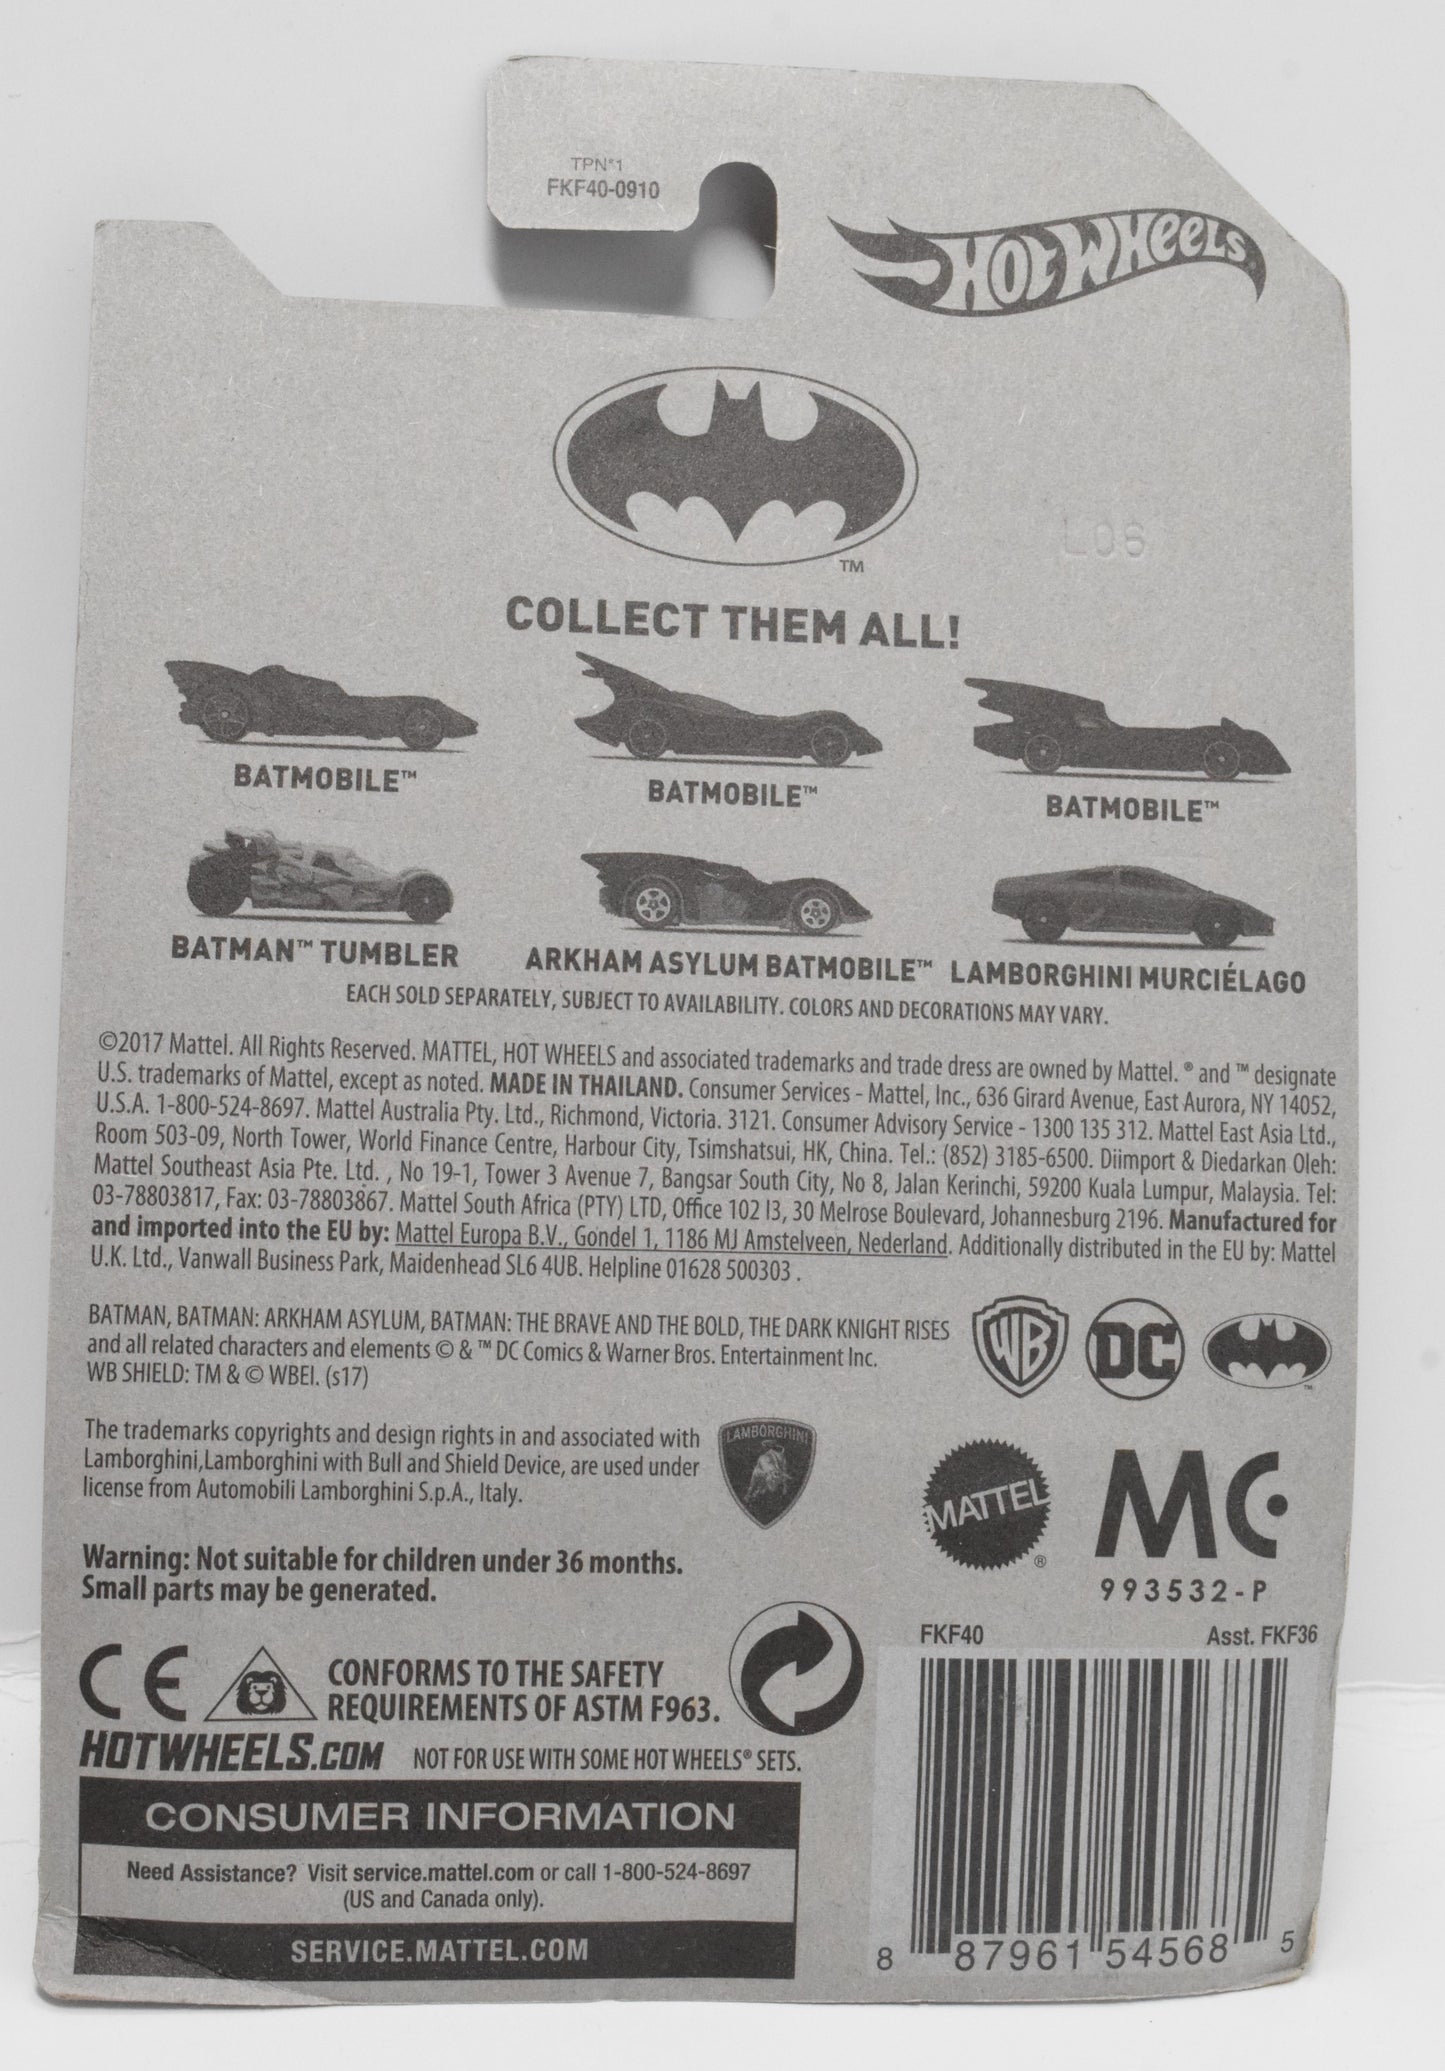 TPN°1
FKF40-0910
HOT WHEELS®
L06
™
COLLECT THEM ALL!
BATMOBILE™ BATMOBILE™ BATMOBILE™
BATMAN™ TUMBLER ARKHAM ASYLUM BATMOBILE™ LAMBORGHINI MURCIÉLAGO
EACH SOLD SEPARATELY, SUBJECT TO AVAILABILITY. COLORS AND DECORATIONS MAY VARY.
©2017 Mattel. All Rights Reserved. MATTEL, HOT WHEELS and associated trademarks and trade dress are owned by Mattel. ® and ™ designate
U.S. trademarks of Mattel, except as noted. MADE IN THAILAND. Consumer Services - Mattel, Inc., 636 Girard Avenue, East Aurora, NY 14052,
U.S.A. 1-800-524-8697. Mattel Australia Pty. Ltd., Richmond, Victoria. 3121. Consumer Advisory Service - 1300 135 312. Mattel East Asia Ltd.,
Room 503-09, North Tower, World Finance Centre, Harbour City, Tsimshatsui, HK, China. Tel.: (852) 3185-6500. Diimport & Diedarkan Oleh:
Mattel Southeast Asia Pte. Ltd. , No 19-1, Tower 3 Avenue 7, Bangsar South City, No 8, Jalan Kerinchi, 59200 Kuala Lumpur, Malaysia. Tel:
03-78803817, Fax: 03-78803867. Mattel South Africa (PTY) LTD, Office 102 I3, 30 Melrose Boulevard, Johannesburg 2196. Manufactured for
and imported into the EU by: Mattel Europa B.V., Gondel 1, 1186 MJ Amstelveen, Nederland. Additionally distributed in the EU by: Mattel
U.K. Ltd., Vanwall Business Park, Maidenhead SL6 4UB. Helpline 01628 500303 .
BATMAN, BATMAN: ARKHAM ASYLUM, BATMAN: THE BRAVE AND THE BOLD, THE DARK KNIGHT RISES
and all related characters and elements © & ™ DC Comics & Warner Bros. Entertainment Inc.
WB SHIELD: TM & © WBEI. (s17)
WB DC ™
The trademarks copyrights and design rights in and associated with
Lamborghini,Lamborghini with Bull and Shield Device, are used under
license from Automobili Lamborghini S.p.A., Italy.
LAMBORGHINI
MATTEL ®
MC
993532-P
Warning: Not suitable for children under 36 months.
Small parts may be generated.
CE
CONFORMS TO THE SAFETY
REQUIREMENTS OF ASTM F963.
HOTWHEELS.COM NOT FOR USE WITH SOME HOT WHEELS® SETS.
CONSUMER INFORMATION
Need Assistance? Visit service.mattel.com or call 1-800-524-8697
(US and Canada only).
SERVICE.MATTEL.COM
FKF40 Asst. FKF36
8 87961 54568 5